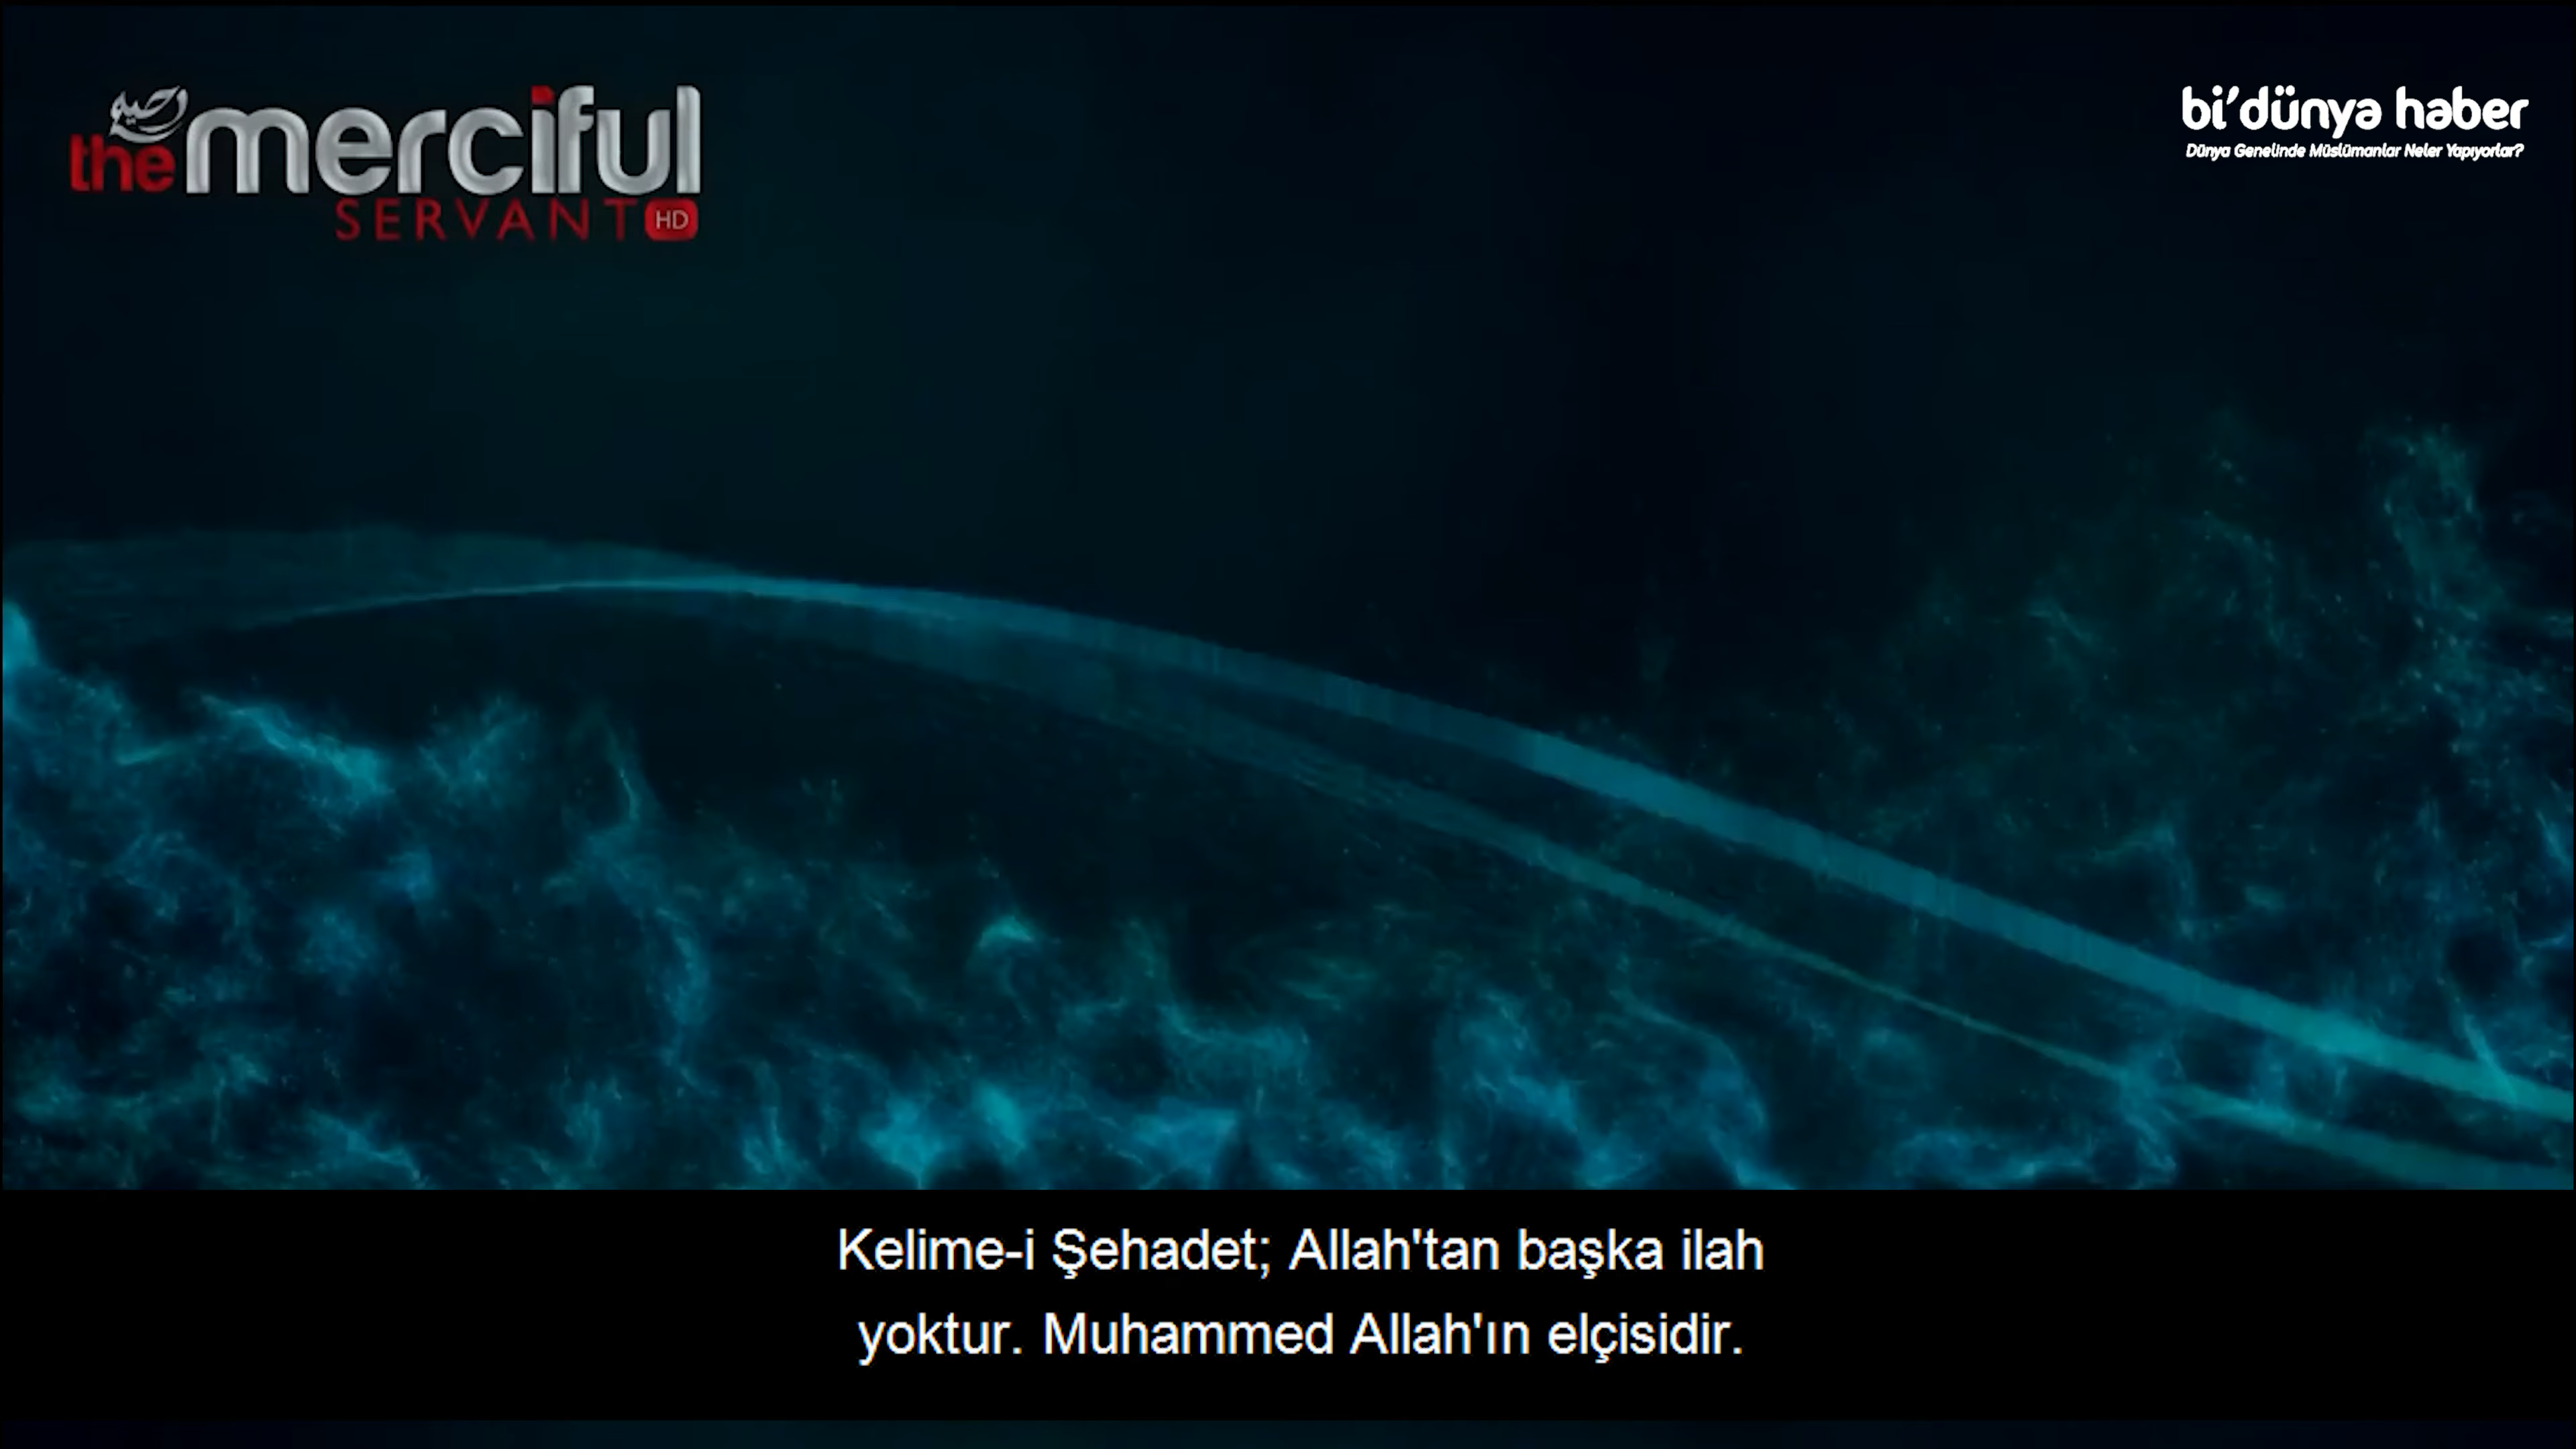 the merciful
SERVANT HD
bi'dünya haber
Dünya Genelinde Müslümanlar Neler Yapıyorlar?
Kelime-i Şehadet; Allah'tan başka ilah
yoktur. Muhammed Allah'ın elçisidir.